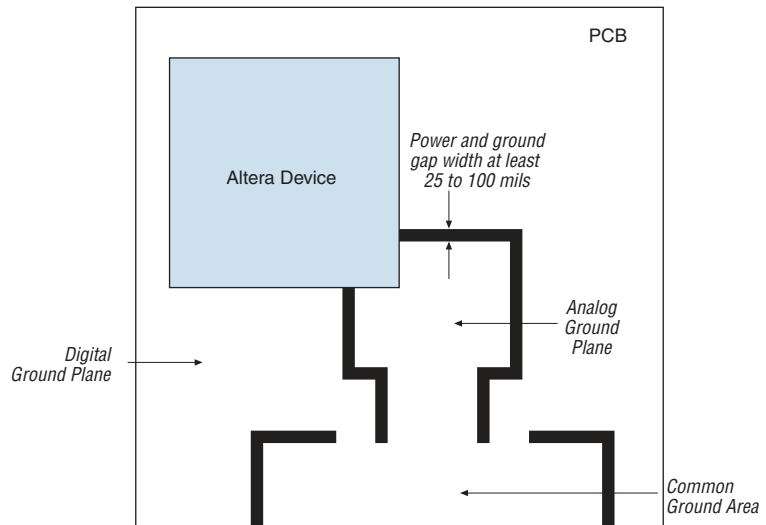 PCB
Altera Device
Power and ground
gap width at least
25 to 100 mils
Analog
Ground
Plane
Digital
Ground Plane
Common
Ground Area